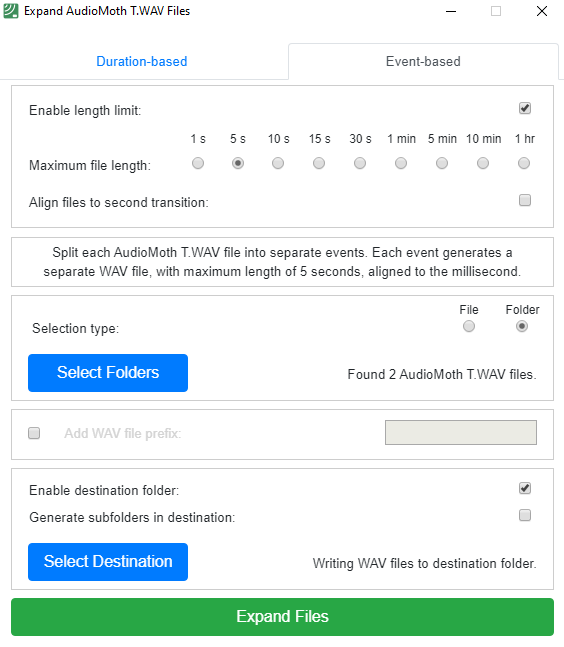 Expand AudioMoth T.WAV Files
Duration-based Event-based
Enable length limit:
1 s 5 s 10 s 15 s 30 s 1 min 5 min 10 min 1 hr
Maximum file length:
Align files to second transition:
Split each AudioMoth T.WAV file into separate events. Each event generates a
separate WAV file, with maximum length of 5 seconds, aligned to the millisecond.
File Folder
Selection type:
Select Folders Found 2 AudioMoth T.WAV files.
Add WAV file prefix:
Enable destination folder:
Generate subfolders in destination:
Select Destination Writing WAV files to destination folder.
Expand Files